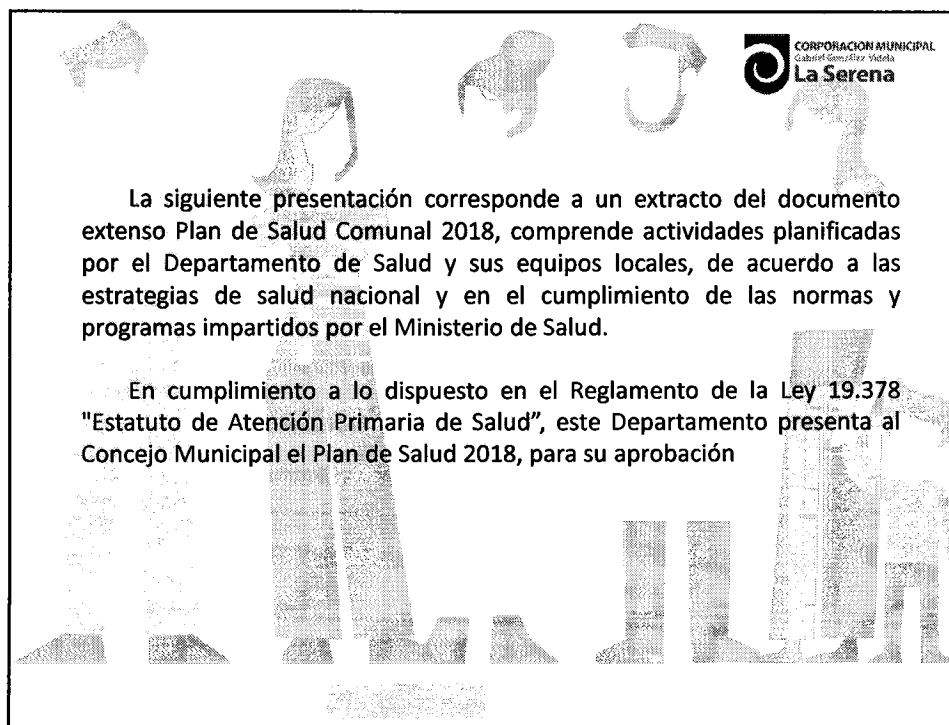 CORPORACION MUNICIPAL
Gabriel González Videla
La Serena
La siguiente presentación corresponde a un extracto del documento
extenso Plan de Salud Comunal 2018, comprende actividades planificadas
por el Departamento de Salud y sus equipos locales, de acuerdo a las
estrategias de salud nacional y en el cumplimiento de las normas y
programas impartidos por el Ministerio de Salud.
En cumplimiento a lo dispuesto en el Reglamento de la Ley 19.378
"Estatuto de Atención Primaria de Salud”, este Departamento presenta al
Concejo Municipal el Plan de Salud 2018, para su aprobación